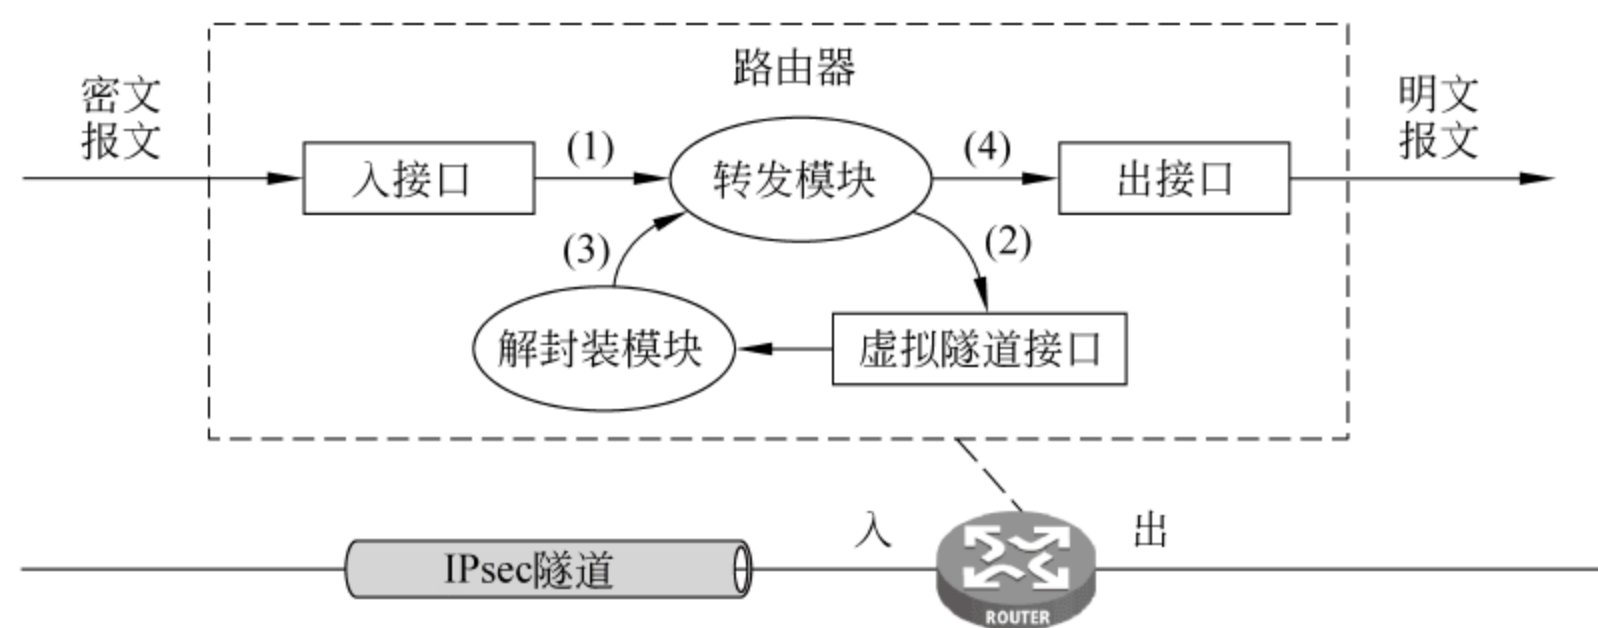 路由器
密文
报文
明文
报文
入接口
(1)
转发模块
(4)
出接口
(3)
(2)
解封装模块
虚拟隧道接口
入
出
IPsec隧道
ROUTER